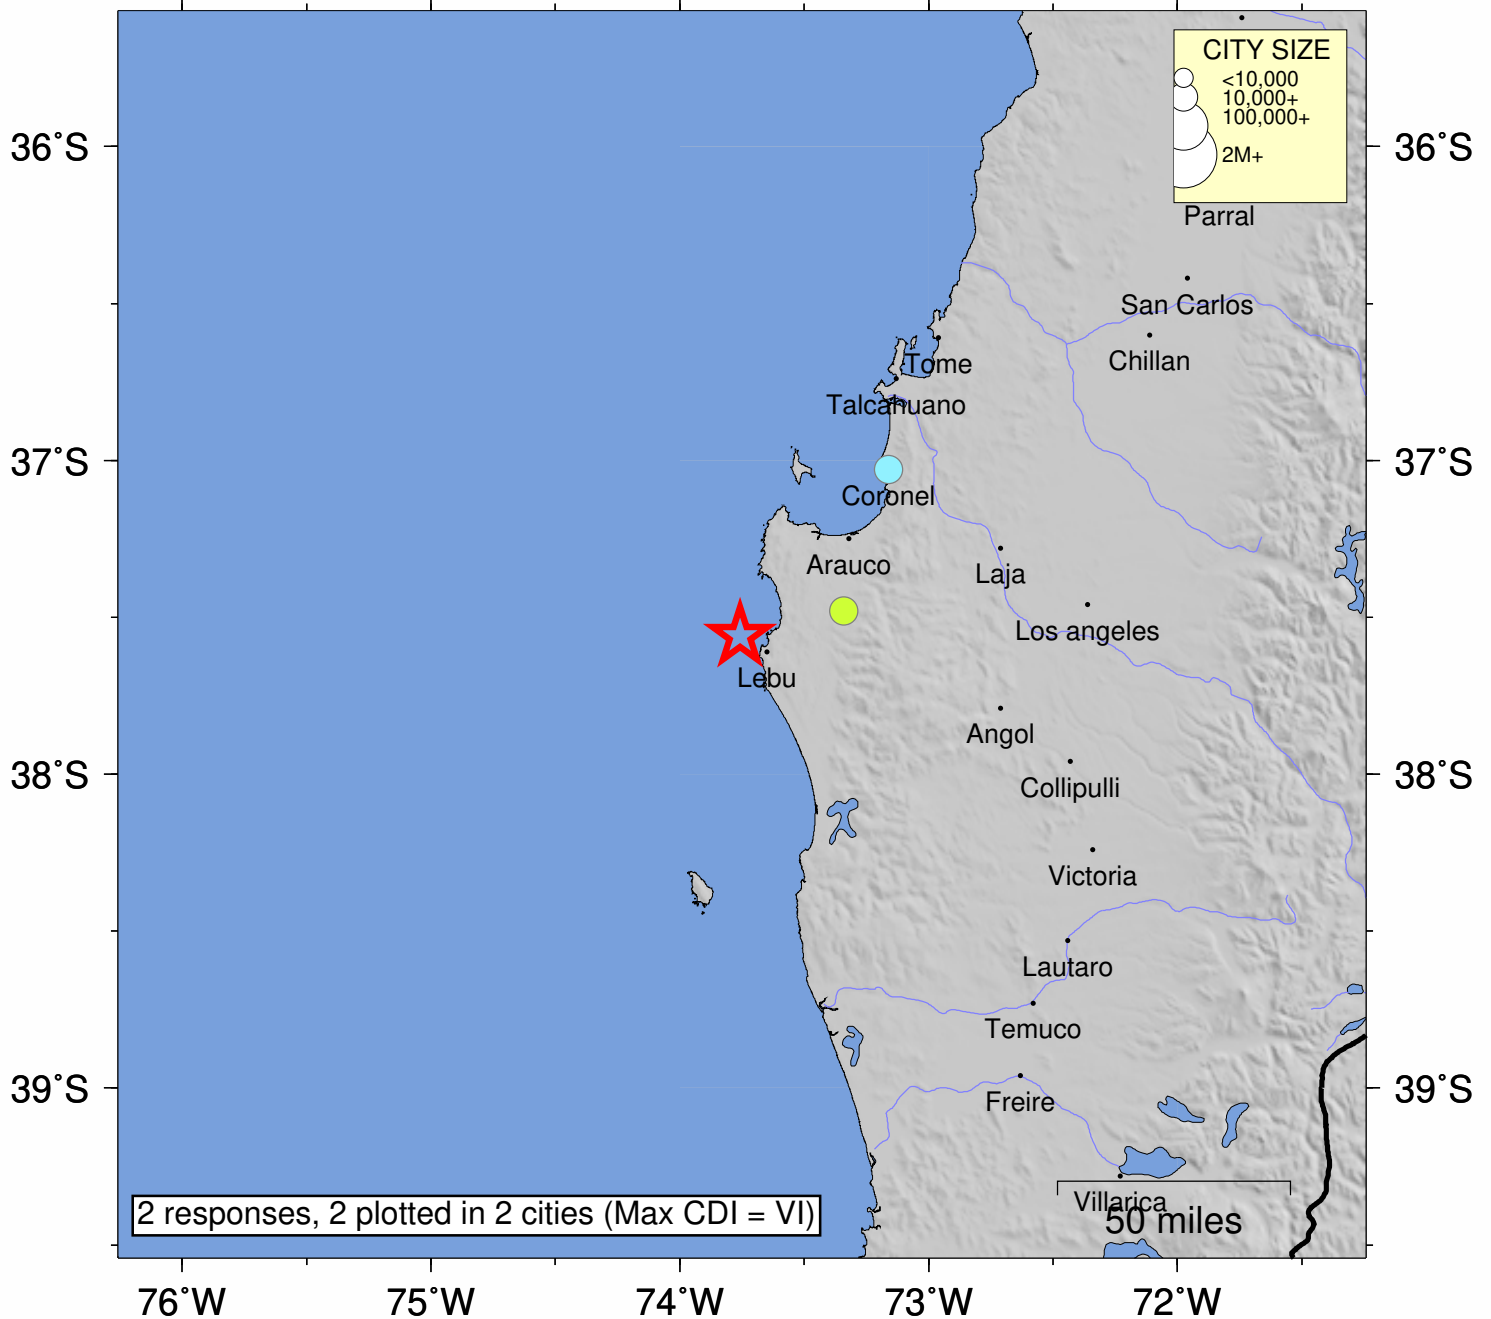 CITY SIZE
<10,000
10,000+
100,000+
2M+
36˚S
36˚S
Parral
San Carlos
Chillan
Tome
Talcahuano
37˚S
37˚S
Coronel
Arauco
Laja
Los angeles
Lebu
Angol
38˚S
38˚S
Collipulli
Victoria
Lautaro
Temuco
39˚S
39˚S
Freire
Villarica
50 miles
2 responses, 2 plotted in 2 cities (Max CDI = VI)
76˚W
75˚W
74˚W
73˚W
72˚W